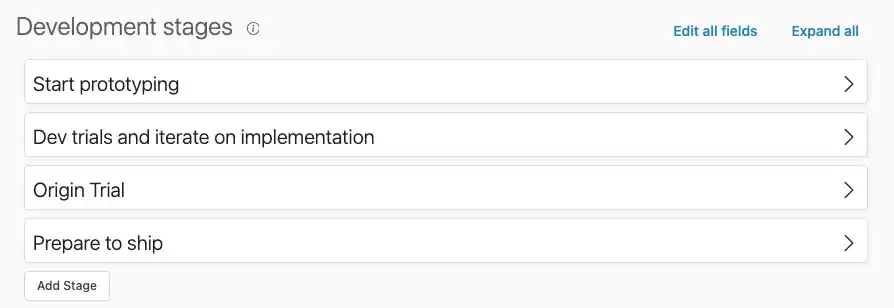 Development stages
Edit all fields
Expand all
Start prototyping
Dev trials and iterate on implementation
Origin Trial
Prepare to ship
Add Stage